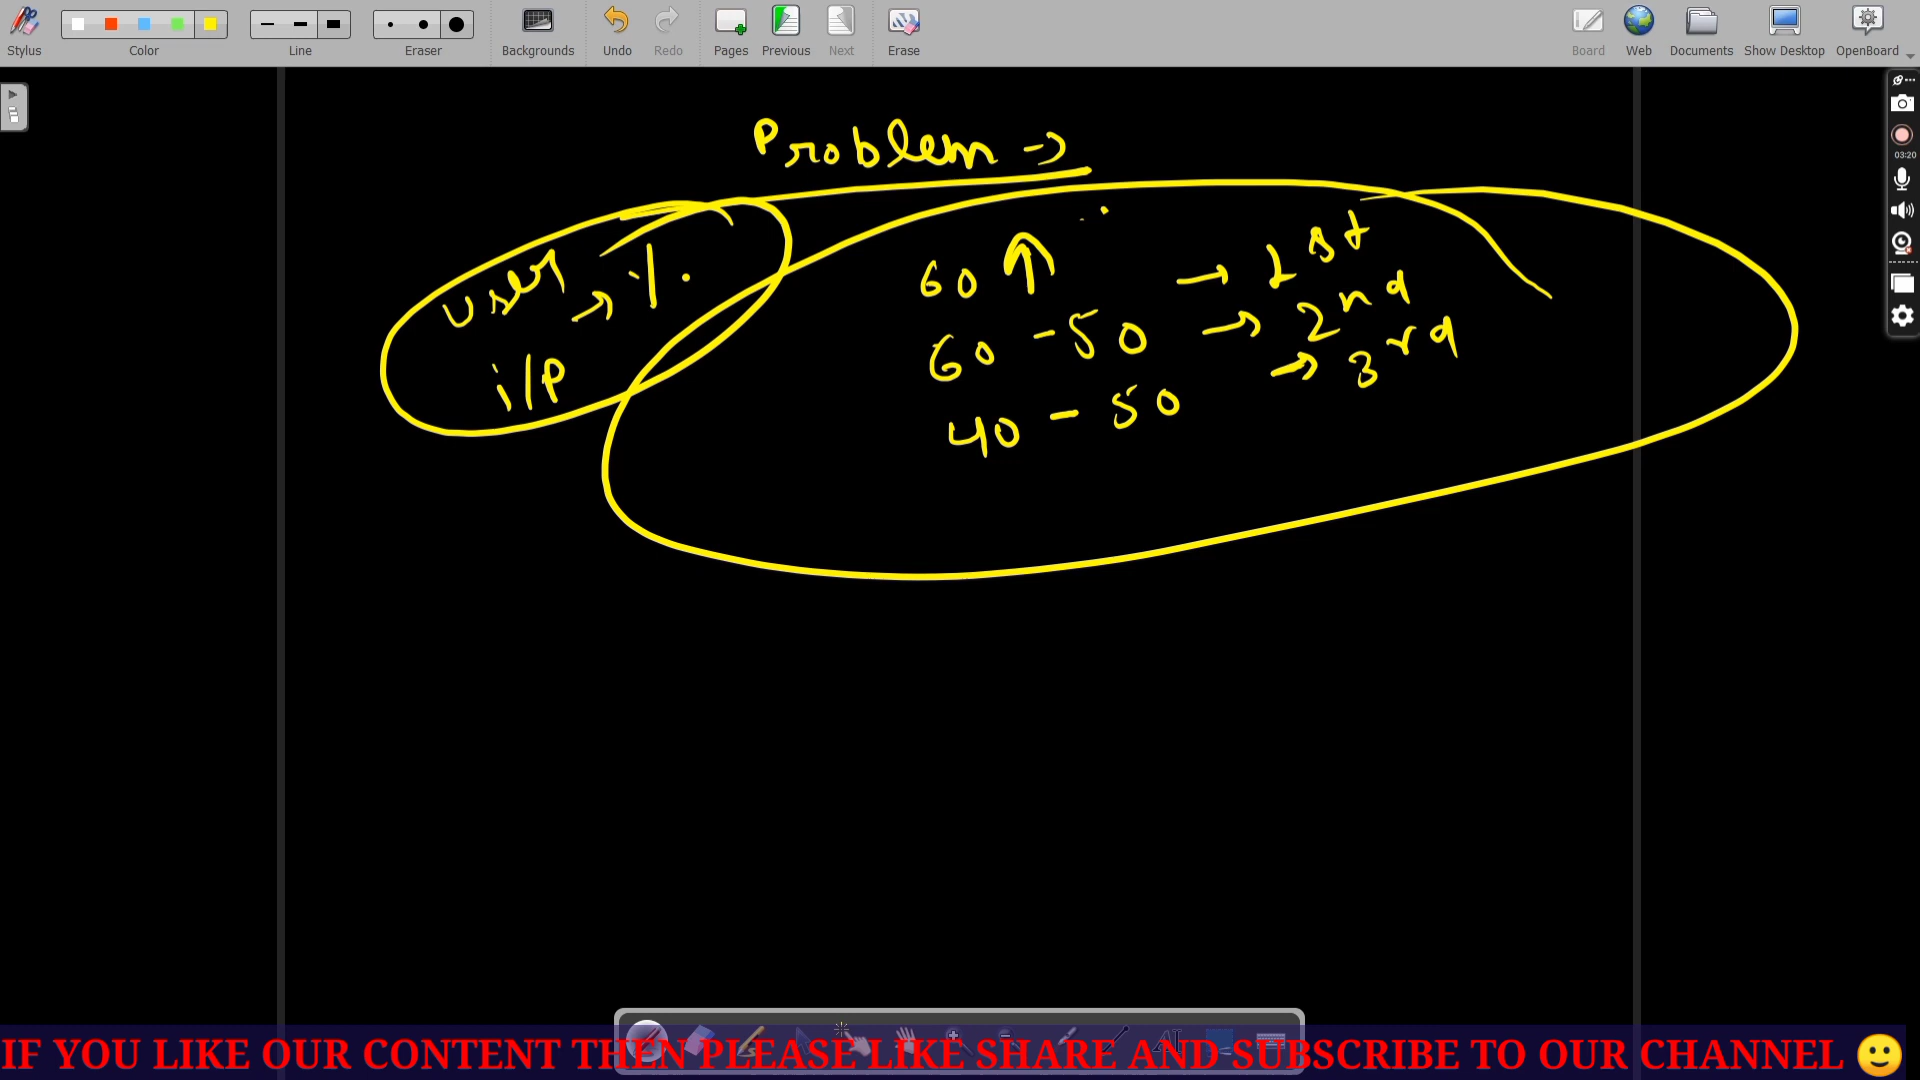 Stylus Color Line Eraser Backgrounds Undo Redo Pages Previous Next Erase Board Web Documents Show Desktop OpenBoard
03:20
Problem →
user → %.
i/p
60 ↑ → 1st
60 - 50 → 2nd
40 - 50 → 3rd
IF YOU LIKE OUR CONTENT THEN PLEASE LIKE SHARE AND SUBSCRIBE TO OUR CHANNEL 🙂